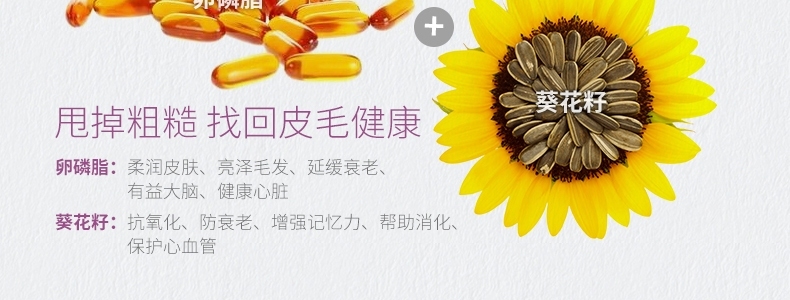 卵磷脂
葵花籽
甩掉粗糙 找回皮毛健康
卵磷脂：柔润皮肤、亮泽毛发、延缓衰老、
有益大脑、健康心脏
葵花籽：抗氧化、防衰老、增强记忆力、帮助消化、
保护心血管